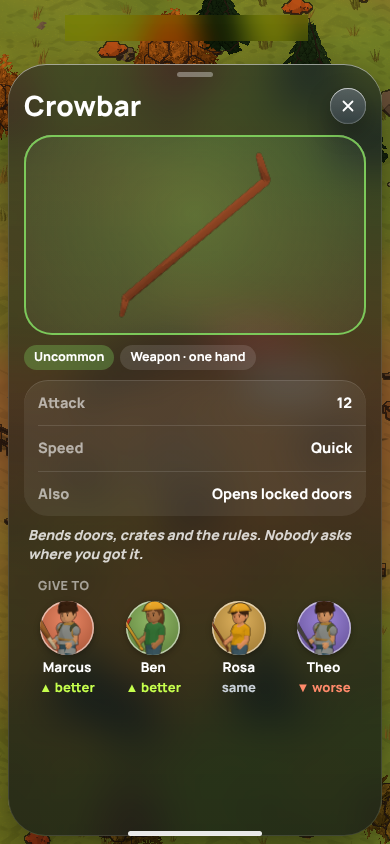 Crowbar
Uncommon
Weapon · one hand
Attack
12
Speed
Quick
Also
Opens locked doors
Bends doors, crates and the rules. Nobody asks
where you got it.
GIVE TO
Marcus
Ben
Rosa
Theo
▲ better
▲ better
same
▼ worse